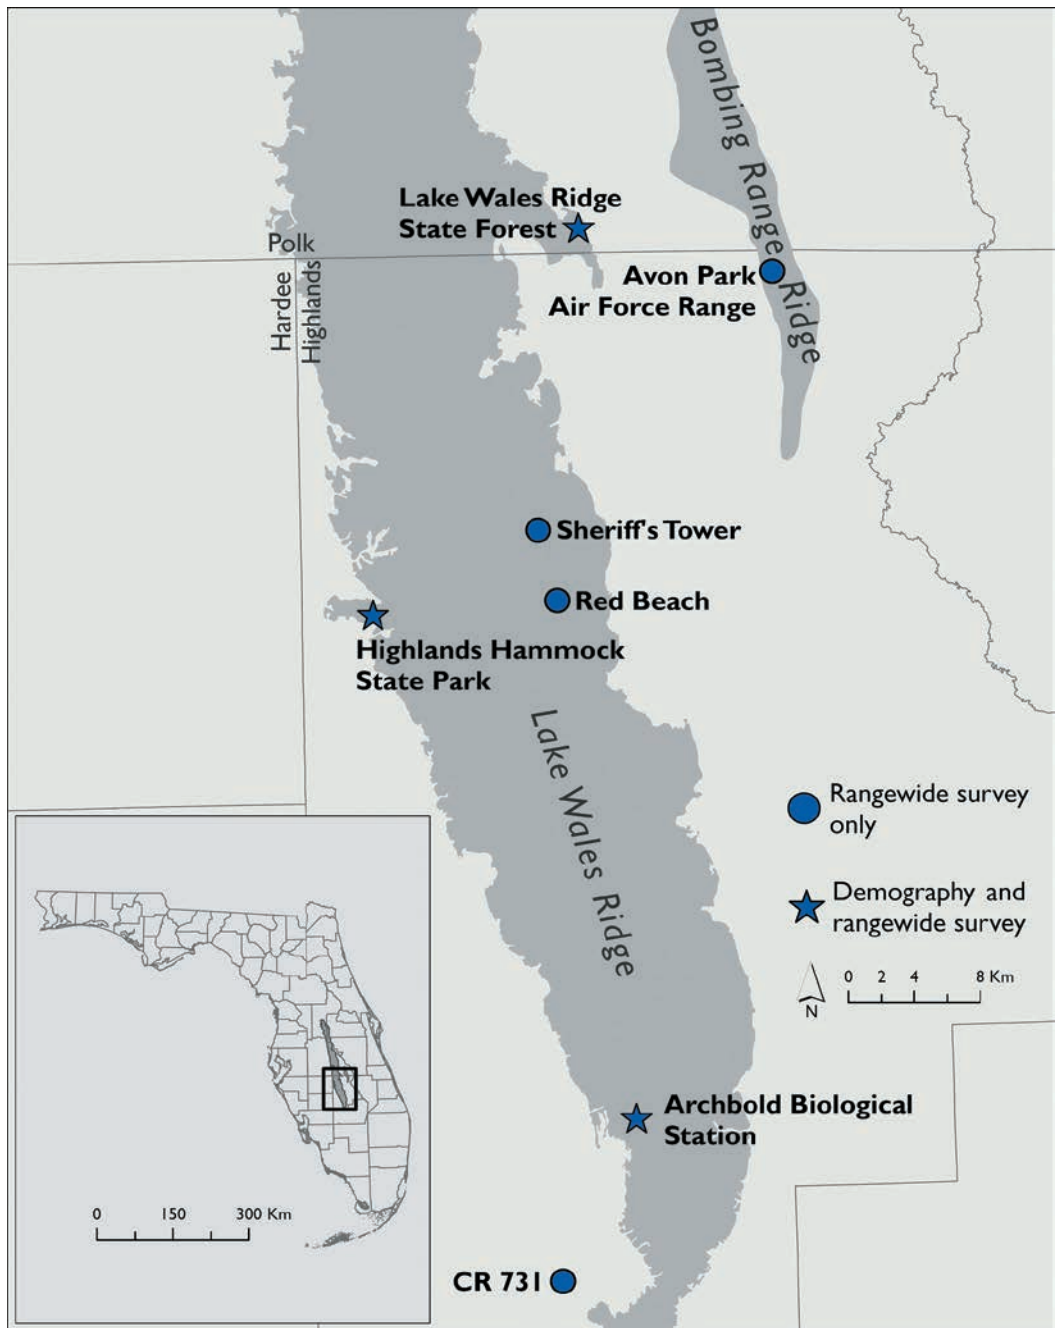 Bombing Range Ridge
Lake Wales Ridge
State Forest
Polk
Hardee
Highlands
Avon Park
Air Force Range
Sheriff's Tower
Red Beach
Highlands Hammock
State Park
Lake Wales Ridge
Rangewide survey
only
Demography and
rangewide survey
N
0 2 4 8 Km
Archbold Biological
Station
0 150 300 Km
CR 731